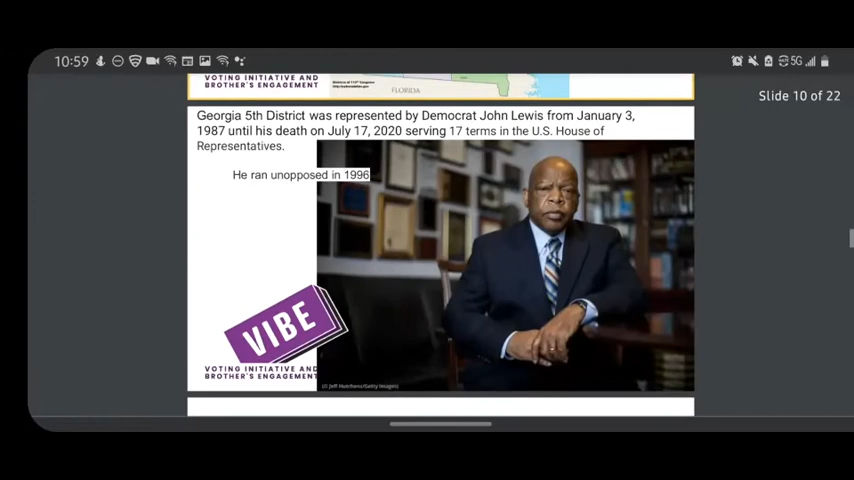 10:59
5G
Slide 10 of 22
VOTING INITIATIVE AND
BROTHER'S ENGAGEMENT
FLORIDA
Georgia 5th District was represented by Democrat John Lewis from January 3,
1987 until his death on July 17, 2020 serving 17 terms in the U.S. House of
Representatives.
He ran unopposed in 1996
VIBE
VOTING INITIATIVE AND
BROTHER'S ENGAGEMENT